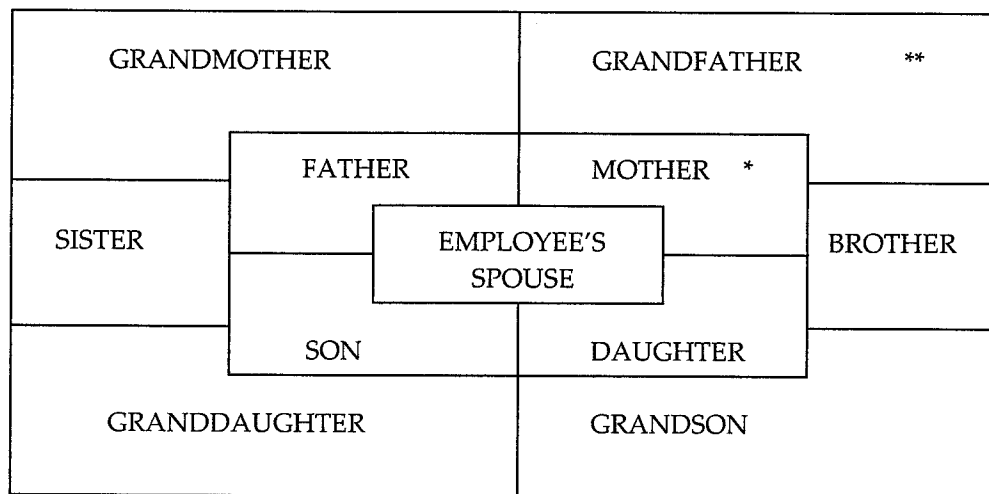 GRANDMOTHER GRANDFATHER **
FATHER MOTHER *
SISTER EMPLOYEE'S SPOUSE BROTHER
SON DAUGHTER
GRANDDAUGHTER GRANDSON